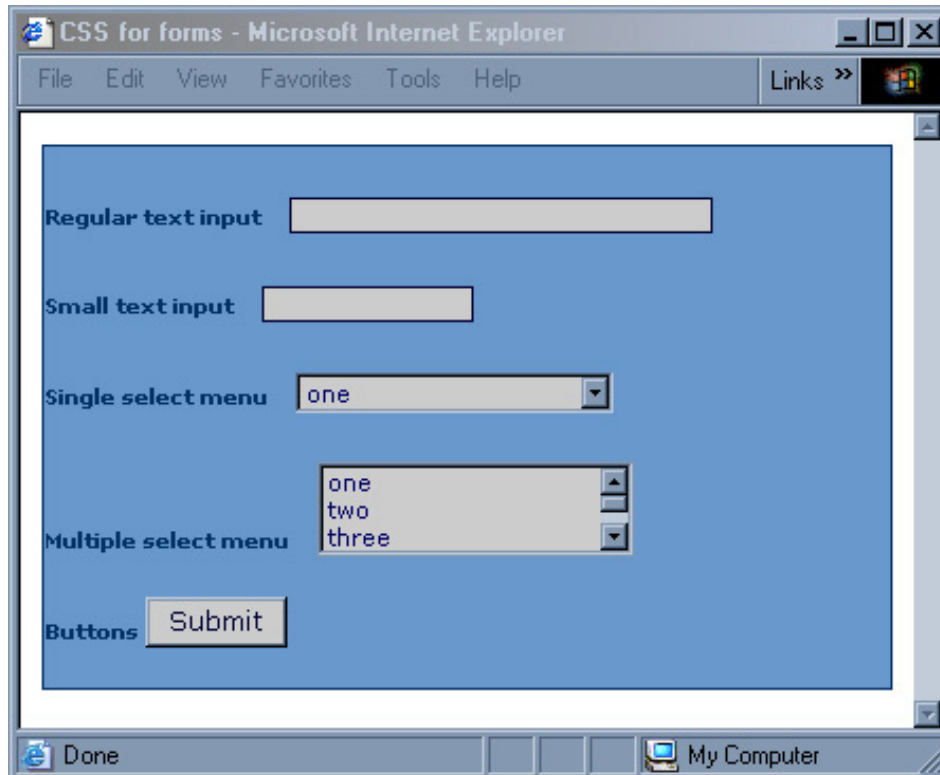 CSS for forms - Microsoft Internet Explorer
File Edit View Favorites Tools Help Links »
Regular text input
Small text input
Single select menu one
one
two
three
Multiple select menu
Buttons Submit
Done My Computer